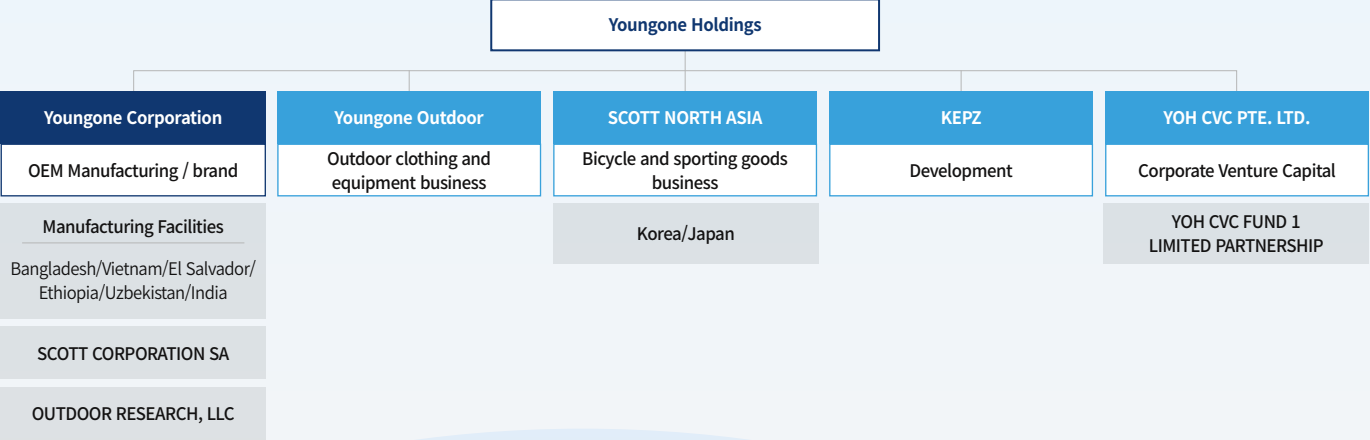 Youngone Holdings
Youngone Corporation
OEM Manufacturing / brand
Manufacturing Facilities
Bangladesh/Vietnam/El Salvador/
Ethiopia/Uzbekistan/India
SCOTT CORPORATION SA
OUTDOOR RESEARCH, LLC
Youngone Outdoor
Outdoor clothing and
equipment business
SCOTT NORTH ASIA
Bicycle and sporting goods
business
Korea/Japan
KEPZ
Development
YOH CVC PTE. LTD.
Corporate Venture Capital
YOH CVC FUND 1
LIMITED PARTNERSHIP